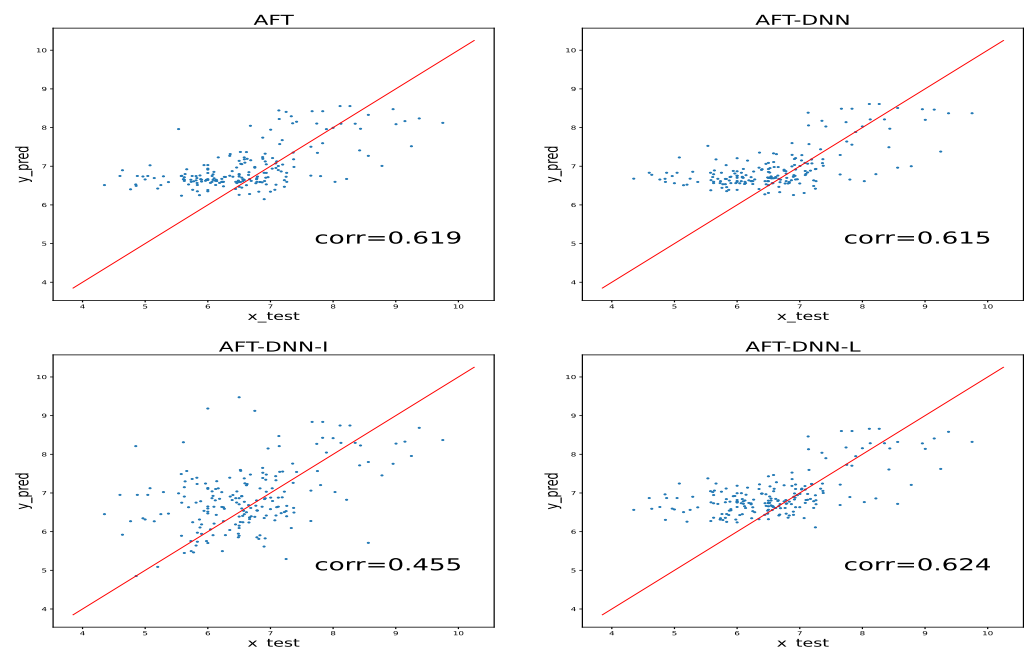 AFT
10
9
8
7
6
5
4
y_pred
corr=0.619
4 5 6 7 8 9 10
x_test
AFT-DNN
10
9
8
7
6
5
4
y_pred
corr=0.615
4 5 6 7 8 9 10
x_test
AFT-DNN-I
10
9
8
7
6
5
4
y_pred
corr=0.455
4 5 6 7 8 9 10
x_test
AFT-DNN-L
10
9
8
7
6
5
4
y_pred
corr=0.624
4 5 6 7 8 9 10
x_test